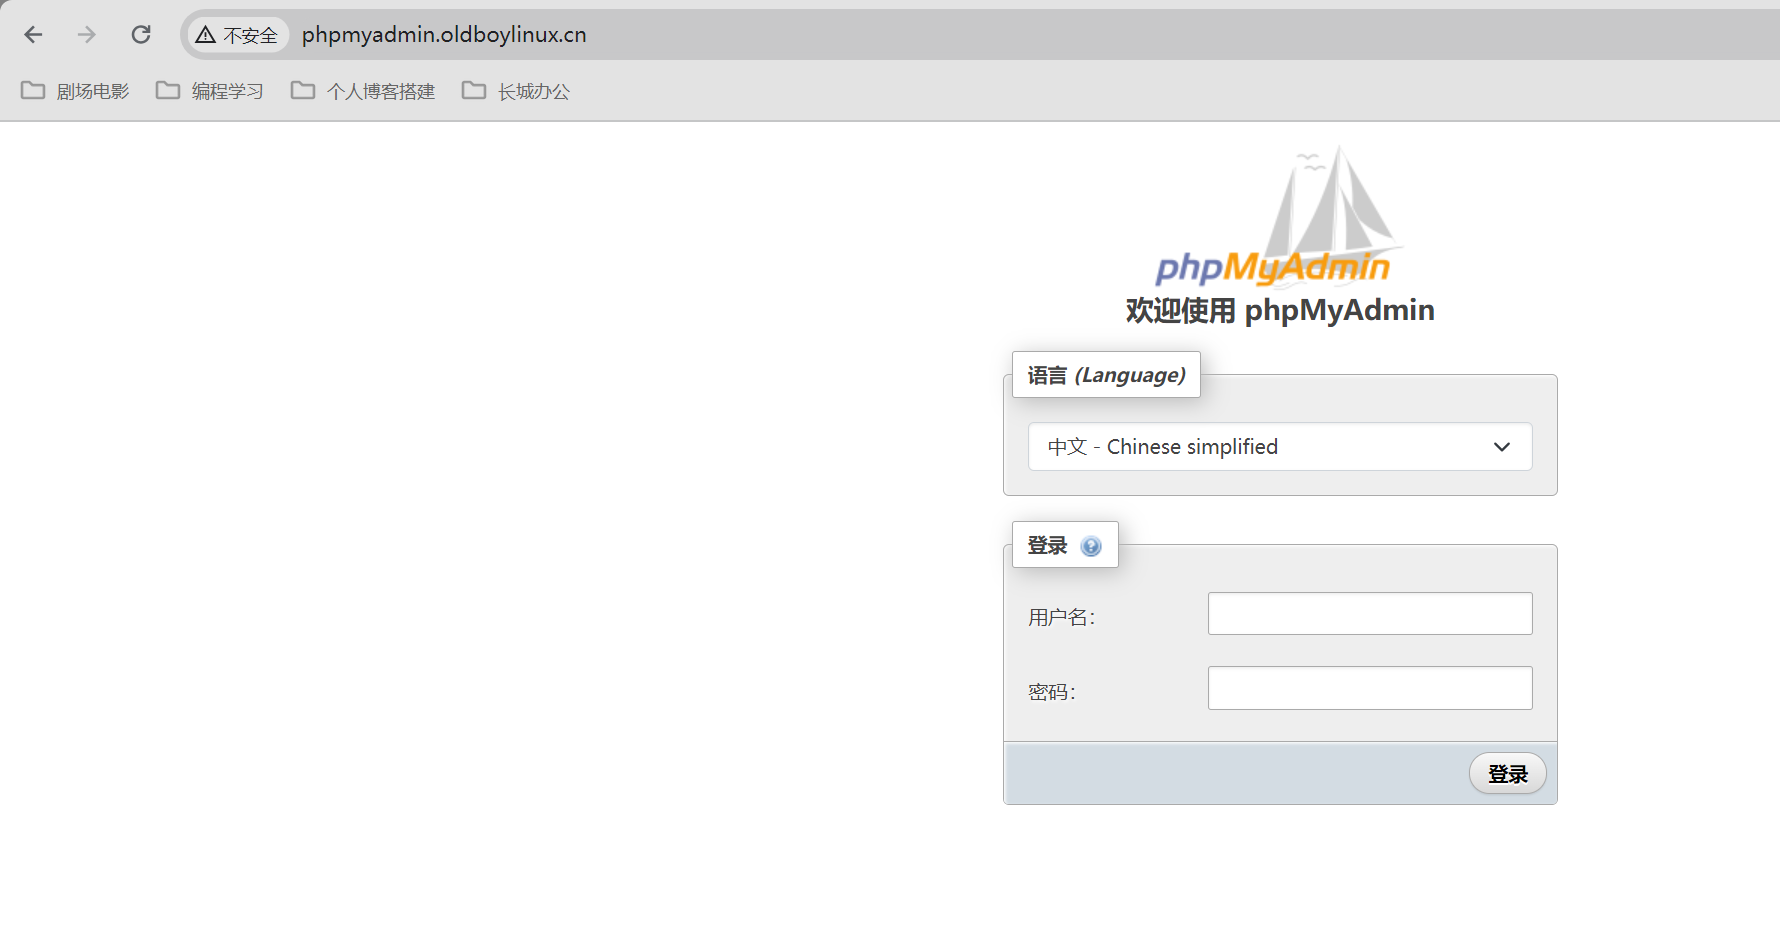 不安全 phpmyadmin.oldboylinux.cn
剧场电影 编程学习 个人博客搭建 长城办公
phpMyAdmin
欢迎使用 phpMyAdmin
语言 (Language)
中文 - Chinese simplified
登录
用户名：
密码：
登录